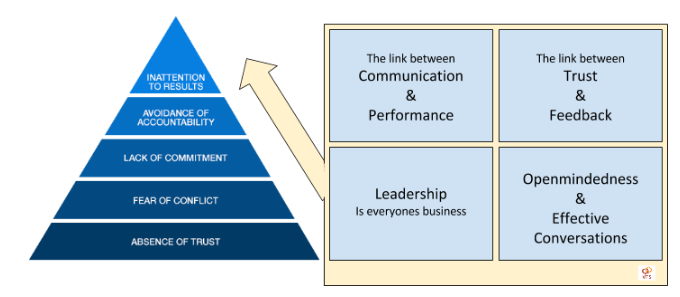 INATTENTION
TO RESULTS
AVOIDANCE OF
ACCOUNTABILITY
LACK OF COMMITMENT
FEAR OF CONFLICT
ABSENCE OF TRUST
The link between
Communication
&
Performance
The link between
Trust
&
Feedback
Leadership
Is everyones business
Openmindedness
&
Effective
Conversations